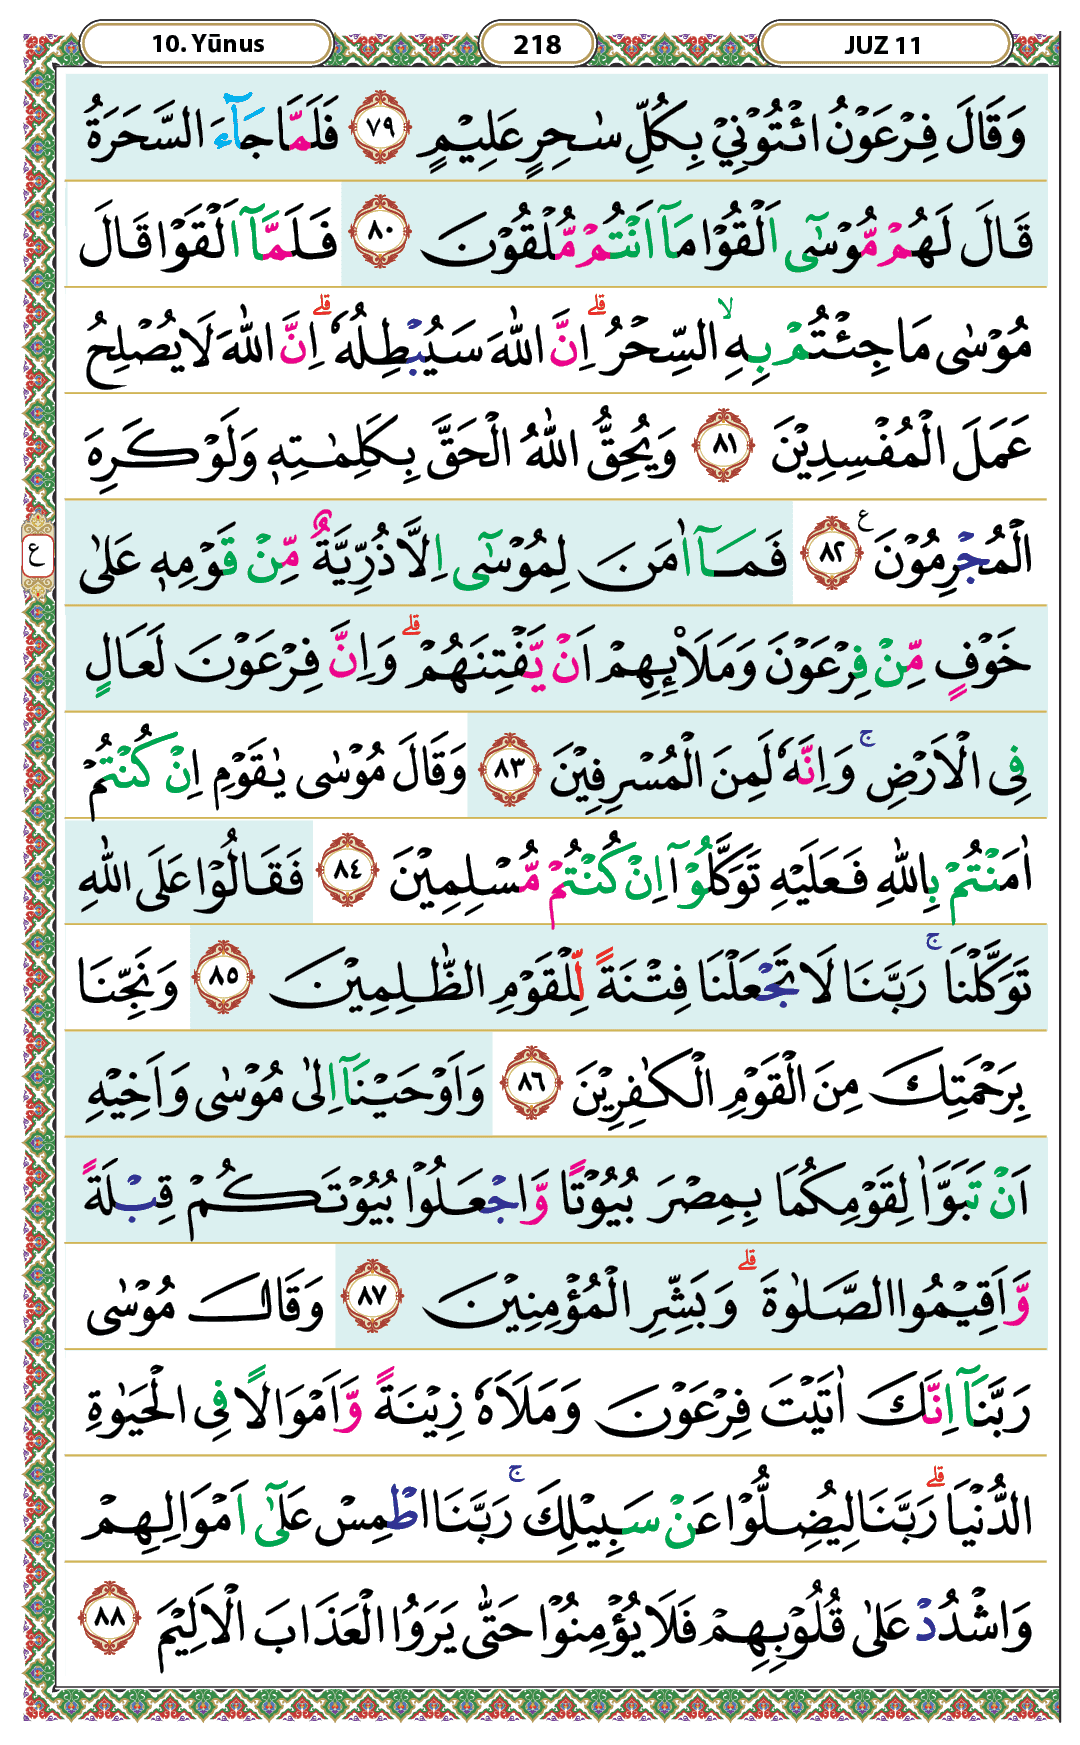 10. Yūnus
218
JUZ 11
وَقَالَ فِرْعَوْنُ ائْتُوْنِيْ بِكُلِّ سٰحِرٍ عَلِيْمٍ ٧٩ فَلَمَّا جَاۤءَ السَّحَرَةُ
قَالَ لَهُمْ مُّوْسٰٓى اَلْقُوْا مَآ اَنْتُمْ مُّلْقُوْنَ ٨٠ فَلَمَّآ اَلْقَوْا قَالَ
مُوْسٰى مَا جِئْتُمْ بِهِ ۙ السِّحْرُ ۗ اِنَّ اللّٰهَ سَيُبْطِلُهٗ ۗ اِنَّ اللّٰهَ لَا يُصْلِحُ
عَمَلَ الْمُفْسِدِيْنَ ٨١ وَيُحِقُّ اللّٰهُ الْحَقَّ بِكَلِمٰتِهٖ وَلَوْ كَرِهَ
الْمُجْرِمُوْنَ ٨٢ ع فَمَآ اٰمَنَ لِمُوْسٰٓى اِلَّا ذُرِّيَّةٌ مِّنْ قَوْمِهٖ عَلٰى
ع
خَوْفٍ مِّنْ فِرْعَوْنَ وَمَلَا۟ئِهِمْ اَنْ يَّفْتِنَهُمْ ۗ وَاِنَّ فِرْعَوْنَ لَعَالٍ
فِى الْاَرْضِ ۚ وَاِنَّهٗ لَمِنَ الْمُسْرِفِيْنَ ٨٣ وَقَالَ مُوْسٰى يٰقَوْمِ اِنْ كُنْتُمْ
اٰمَنْتُمْ بِاللّٰهِ فَعَلَيْهِ تَوَكَّلُوْٓا اِنْ كُنْتُمْ مُّسْلِمِيْنَ ٨٤ فَقَالُوْا عَلَى اللّٰهِ
تَوَكَّلْنَا ۚ رَبَّنَا لَا تَجْعَلْنَا فِتْنَةً لِّلْقَوْمِ الظّٰلِمِيْنَ ٨٥ وَنَجِّنَا
بِرَحْمَتِكَ مِنَ الْقَوْمِ الْكٰفِرِيْنَ ٨٦ وَاَوْحَيْنَآ اِلٰى مُوْسٰى وَاَخِيْهِ
اَنْ تَبَوَّاٰ لِقَوْمِكُمَا بِمِصْرَ بُيُوْتًا وَّاجْعَلُوْا بُيُوْتَكُمْ قِبْلَةً
وَّاَقِيْمُوا الصَّلٰوةَ ۗ وَبَشِّرِ الْمُؤْمِنِيْنَ ٨٧ وَقَالَ مُوْسٰى
رَبَّنَآ اِنَّكَ اٰتَيْتَ فِرْعَوْنَ وَمَلَاَهٗ زِيْنَةً وَّاَمْوَالًا فِى الْحَيٰوةِ
الدُّنْيَا ۗ رَبَّنَا لِيُضِلُّوْا عَنْ سَبِيْلِكَ ۚ رَبَّنَا اطْمِسْ عَلٰٓى اَمْوَالِهِمْ
وَاشْدُدْ عَلٰى قُلُوْبِهِمْ فَلَا يُؤْمِنُوْا حَتّٰى يَرَوُا الْعَذَابَ الْاَلِيْمَ ٨٨